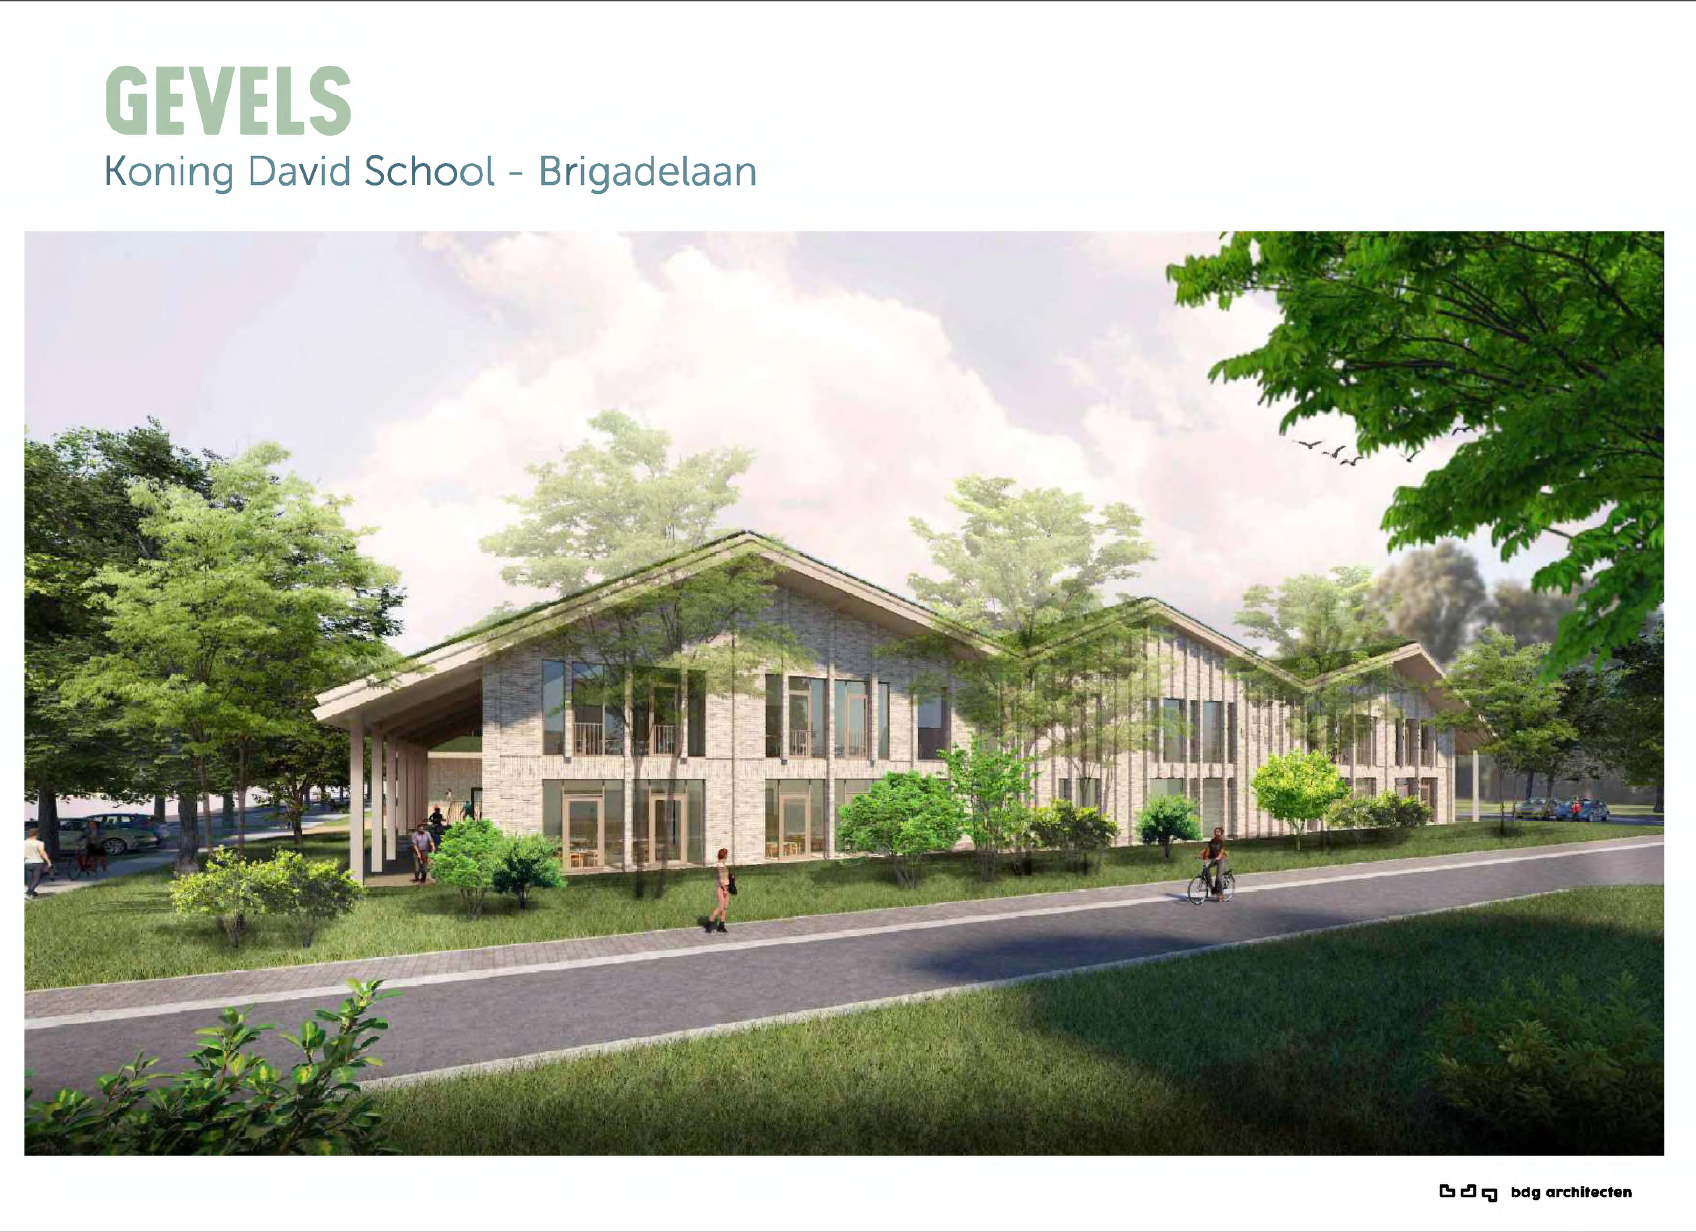 GEVELS
Koning David School - Brigadelaan
bdg architecten